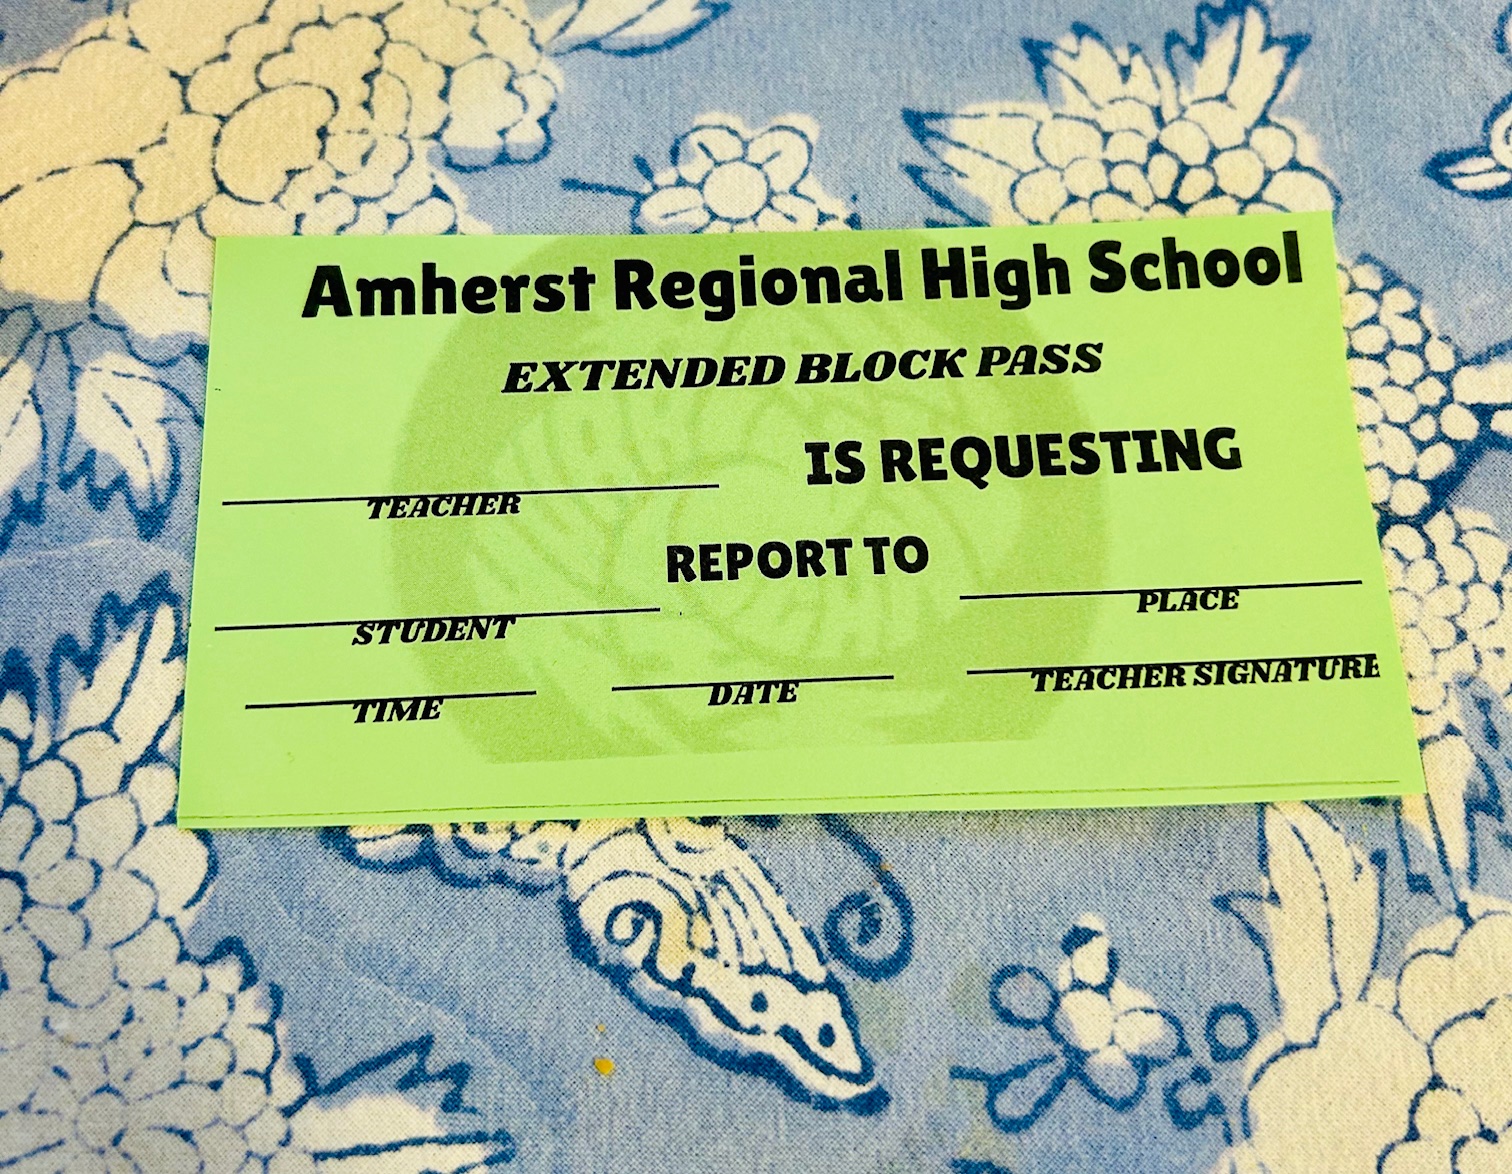 Amherst Regional High School
EXTENDED BLOCK PASS
IS REQUESTING
TEACHER
REPORT TO
STUDENT
PLACE
TIME
DATE
TEACHER SIGNATURE